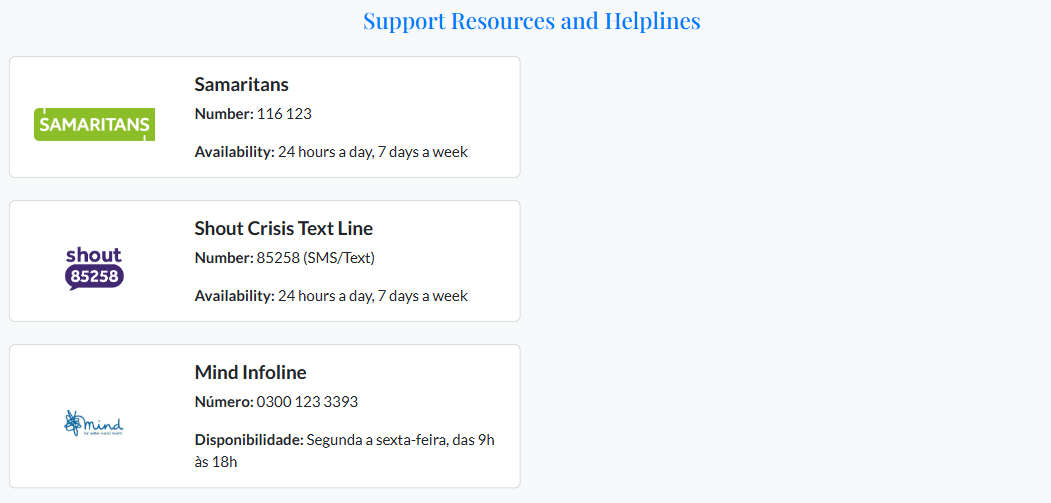 Support Resources and Helplines
SAMARITANS
Samaritans
Number: 116 123
Availability: 24 hours a day, 7 days a week
shout
85258
Shout Crisis Text Line
Number: 85258 (SMS/Text)
Availability: 24 hours a day, 7 days a week
mind
for better mental health
Mind Infoline
Número: 0300 123 3393
Disponibilidade: Segunda a sexta-feira, das 9h
às 18h